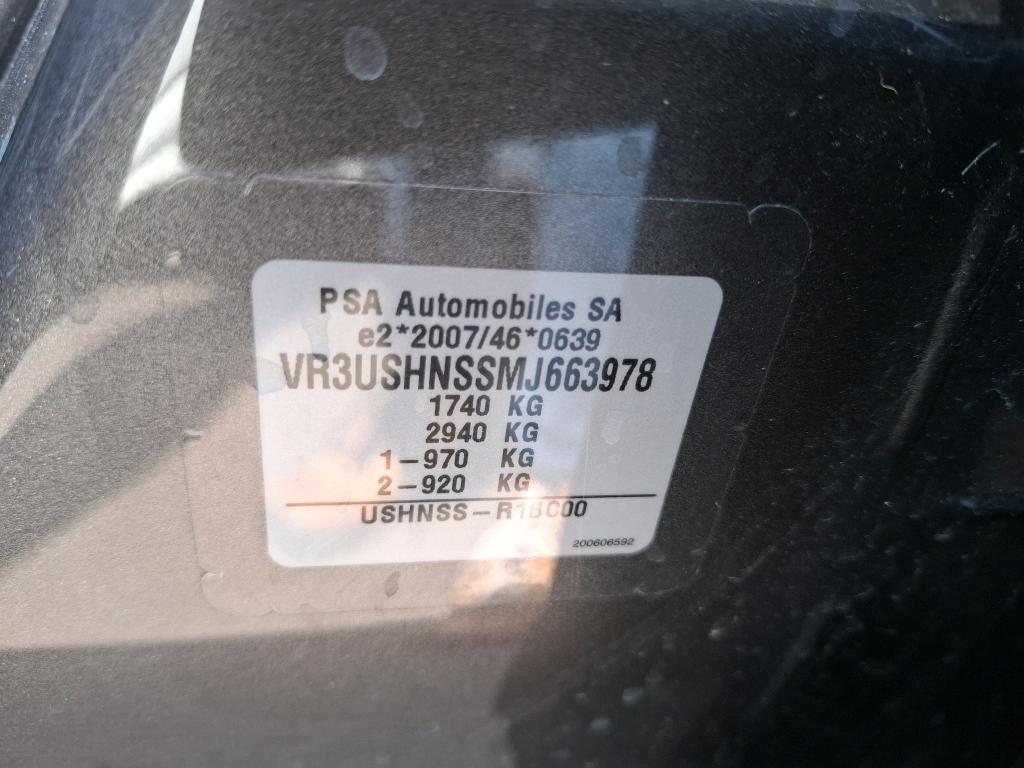 PSA Automobiles SA
e2*2007/46*0639
VR3USHNSSMJ663978
1740 KG
2940 KG
1-970 KG
2-920 KG
USHNSS-R1BC00
200606592